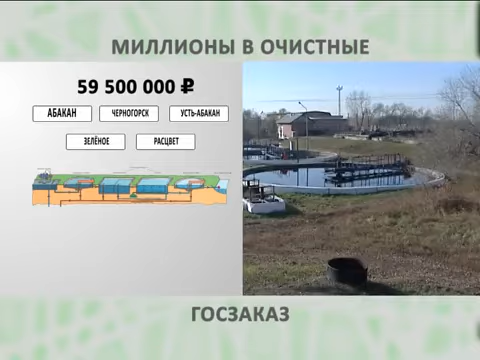 МИЛЛИОНЫ В ОЧИСТНЫЕ
59 500 000 ₽
АБАКАН ЧЕРНОГОРСК УСТЬ-АБАКАН
ЗЕЛЁНОЕ РАСЦВЕТ
ГОСЗАКАЗ